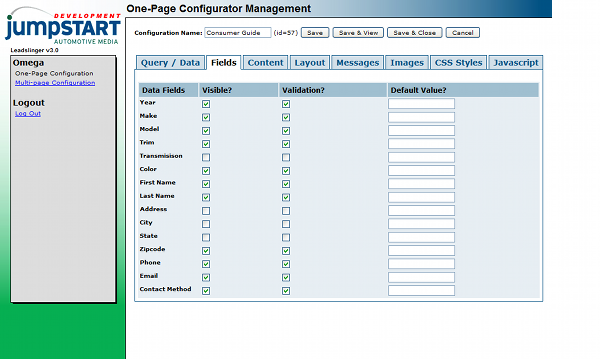 DEVELOPMENT
jumpSTART
AUTOMOTIVE MEDIA
Leadslinger v3.0
Omega
One-Page Configuration
Multi-page Configuration
Logout
Log Out
One-Page Configurator Management
Configuration Name: Consumer Guide (id=57) Save Save & View Save & Close Cancel
Query / Data Fields Content Layout Messages Images CSS Styles Javascript
Data Fields Visible? Validation? Default Value?
Year
Make
Model
Trim
Transmisison
Color
First Name
Last Name
Address
City
State
Zipcode
Phone
Email
Contact Method